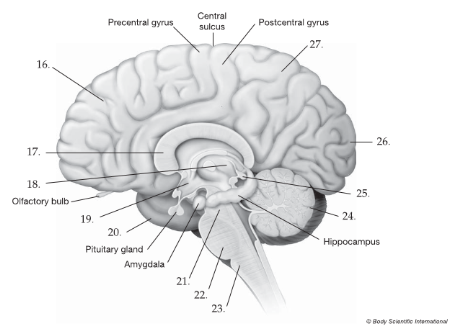 Central
sulcus
Precentral gyrus
Postcentral gyrus
27.
16.
26.
17.
18.
25.
Olfactory bulb
19.
24.
20.
Hippocampus
Pituitary gland
Amygdala
21.
22.
23.
© Body Scientific International